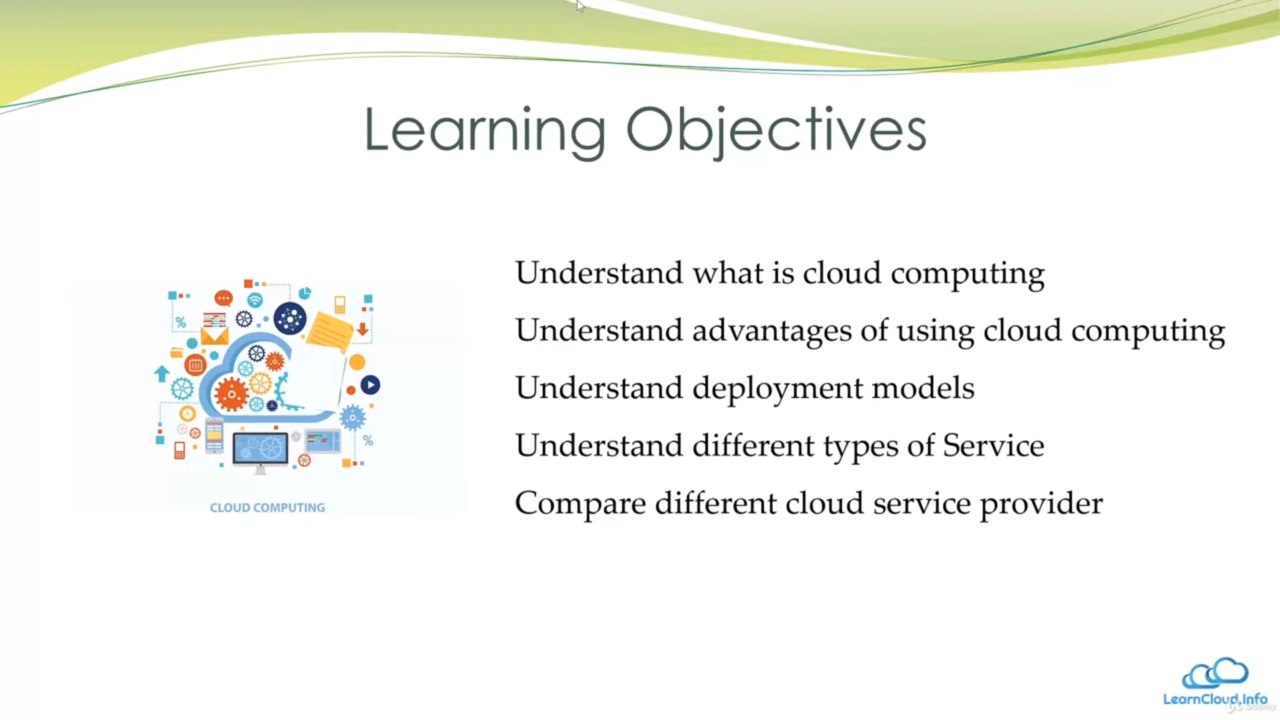 Learning Objectives
Understand what is cloud computing
Understand advantages of using cloud computing
Understand deployment models
Understand different types of Service
Compare different cloud service provider
%
%
CLOUD COMPUTING
LearnCloud.Info